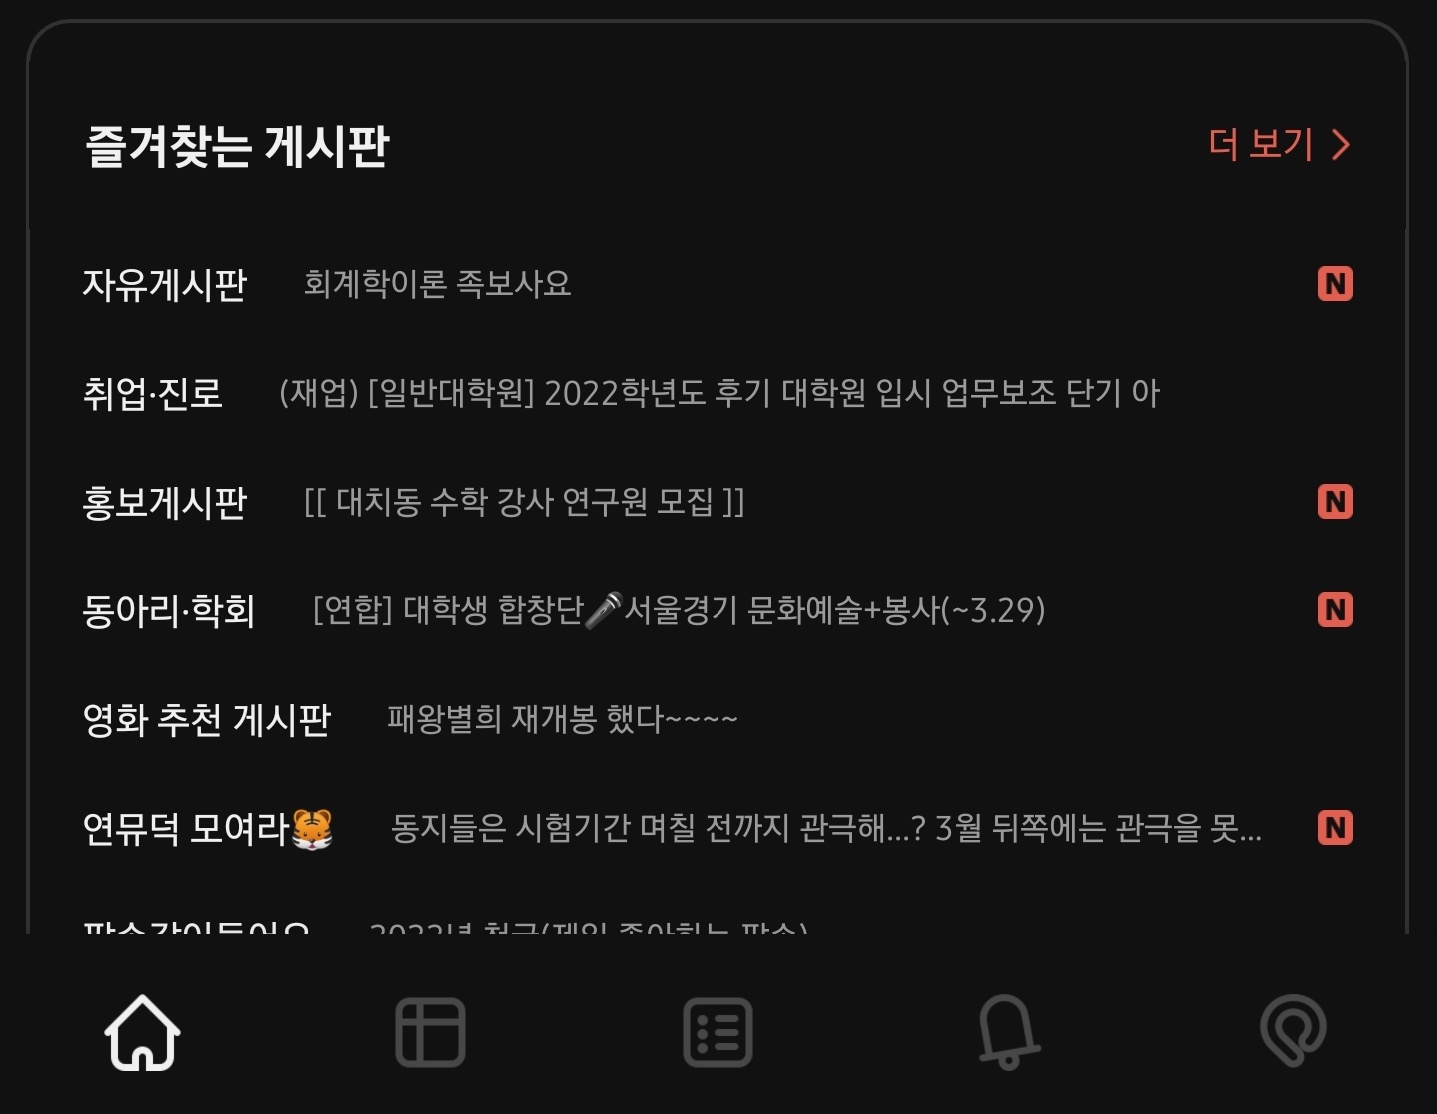 즐겨찾는 게시판
더 보기 >
자유게시판 회계학이론 족보사요 N
취업·진로 (재업) [일반대학원] 2022학년도 후기 대학원 입시 업무보조 단기 아
홍보게시판 [[ 대치동 수학 강사 연구원 모집 ]] N
동아리·학회 [연합] 대학생 합창단🎤서울경기 문화예술+봉사(~3.29) N
영화 추천 게시판 패왕별희 재개봉 했다~~~~
연뮤덕 모여라🐯 동지들은 시험기간 며칠 전까지 관극해...? 3월 뒤쪽에는 관극을 못... N